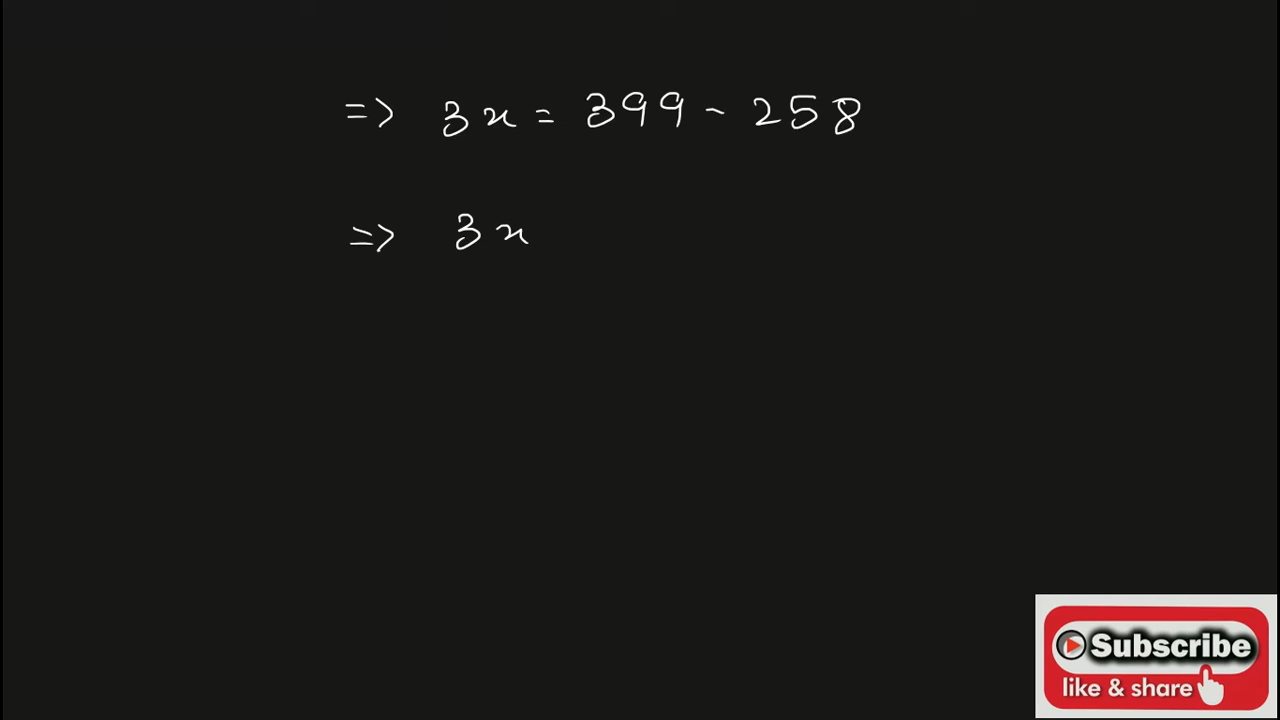 => 3x = 399 - 258
=> 3x
Subscribe
like & share